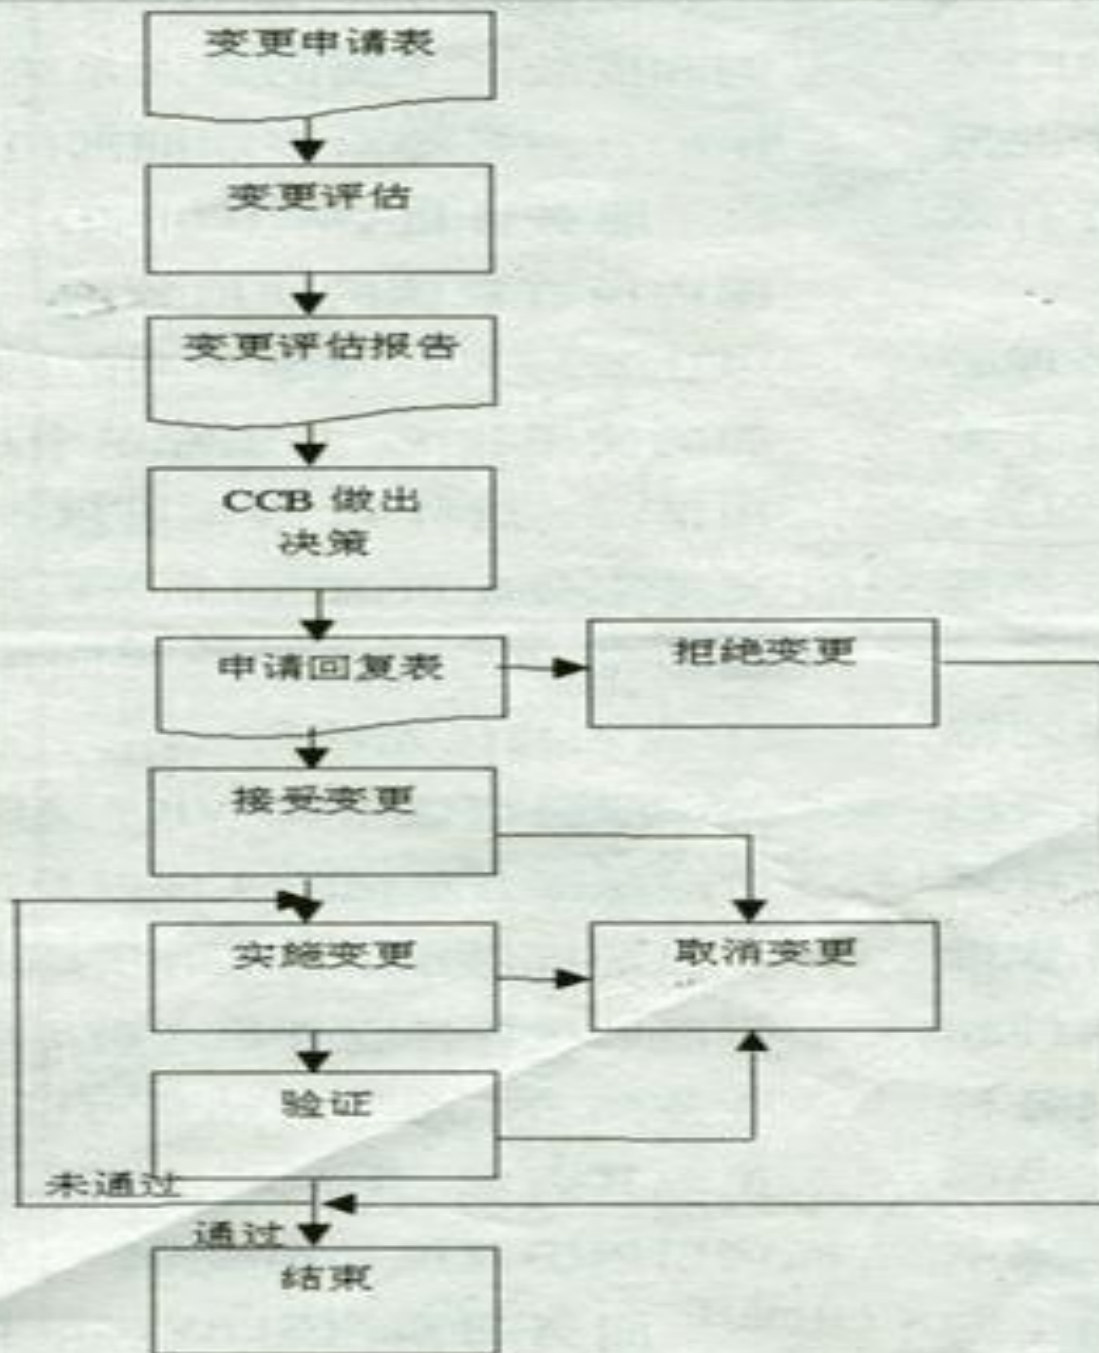 变更申请表
变更评估
变更评估报告
CCB 做出
决策
申请回复表
拒绝变更
接受变更
实施变更
取消变更
验证
未通过
通过
结束